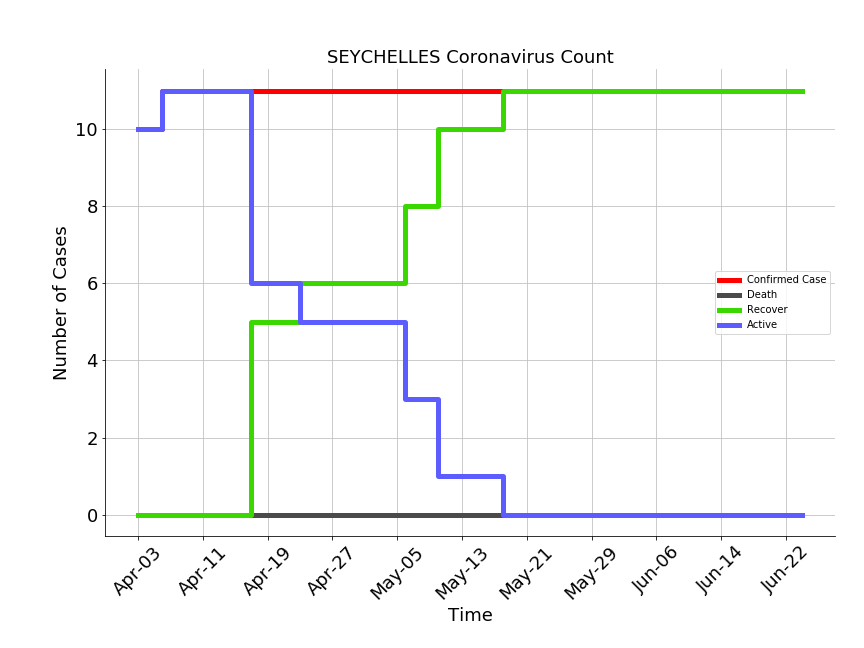 SEYCHELLES Coronavirus Count
Number of Cases
10
8
6
4
2
0
Confirmed Case
Death
Recover
Active
Apr-03
Apr-11
Apr-19
Apr-27
May-05
May-13
May-21
May-29
Jun-06
Jun-14
Jun-22
Time